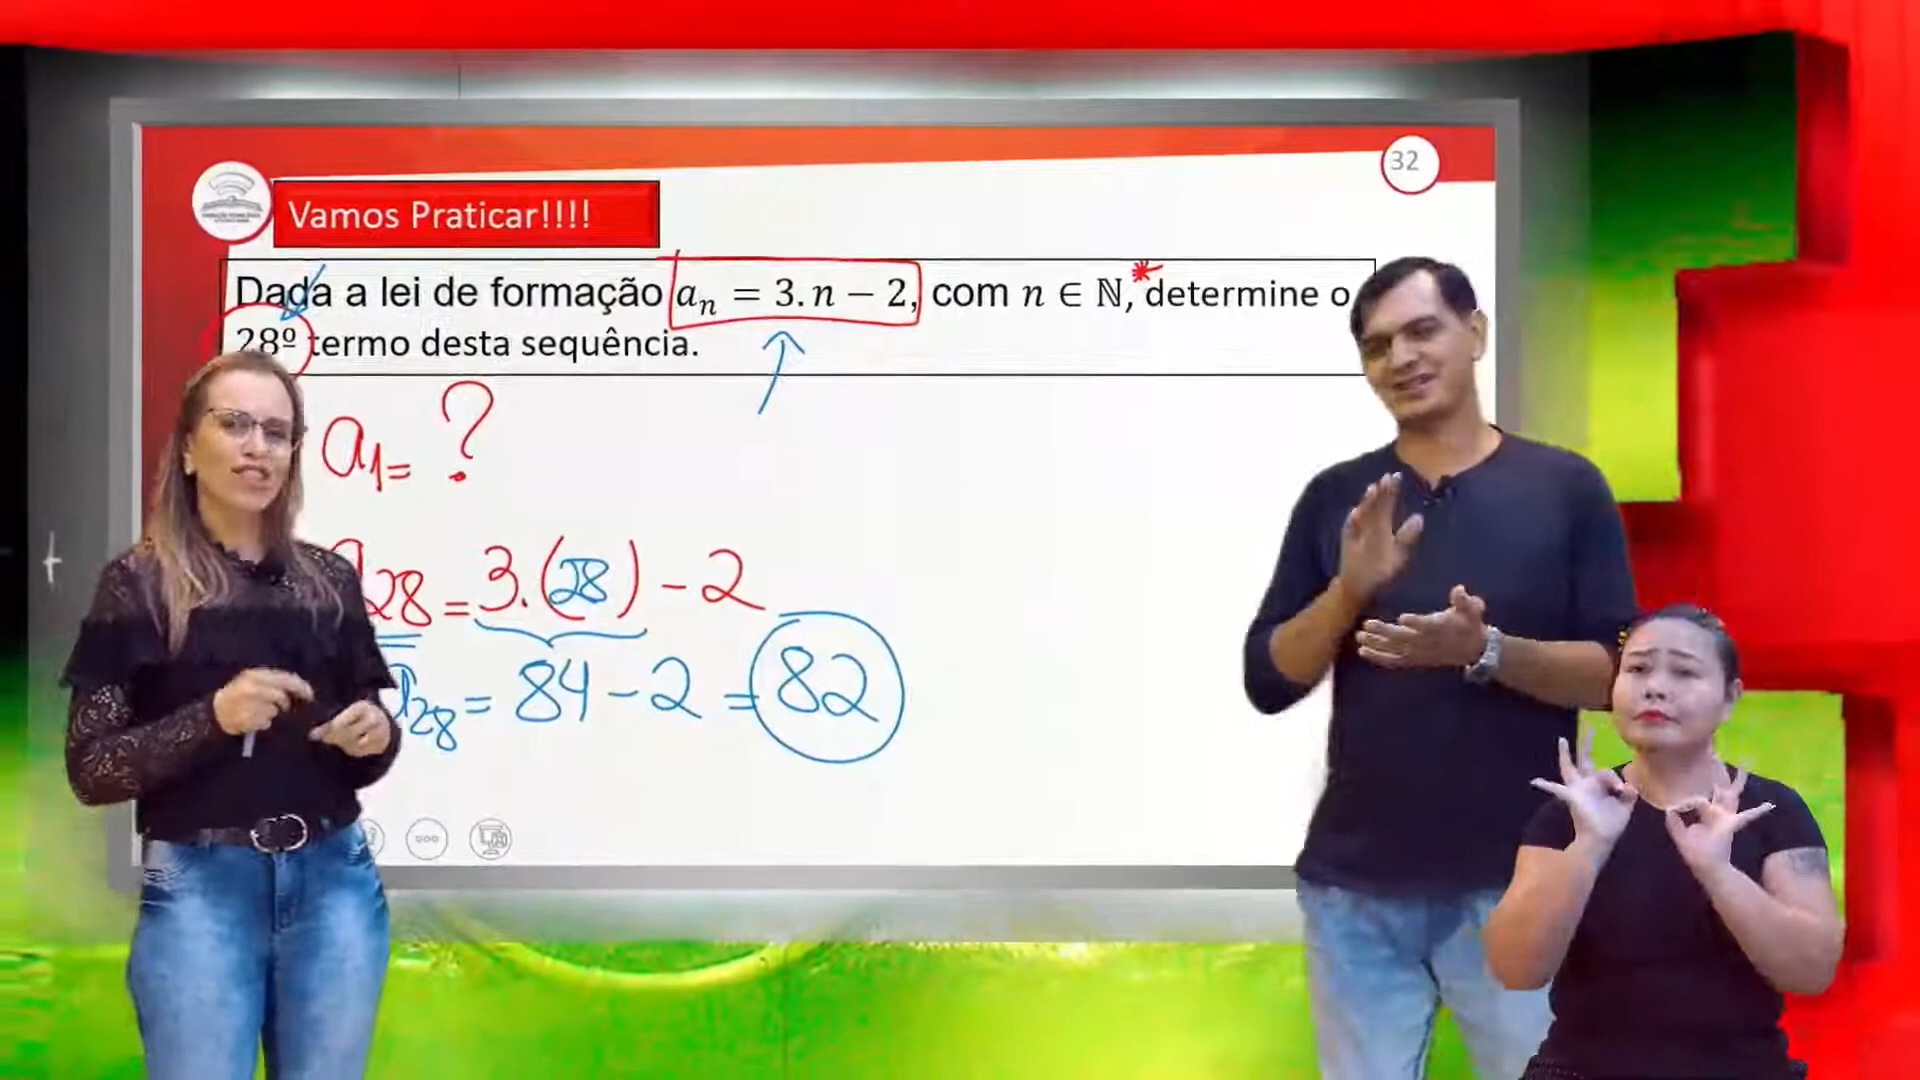 32
Vamos Praticar!!!!
Dada a lei de formação aₙ = 3.n − 2, com n ∈ ℕ,* determine o
28º termo desta sequência.
a₁= ?
a₂₈ = 3.(28) - 2
a₂₈ = 84 - 2 = 82